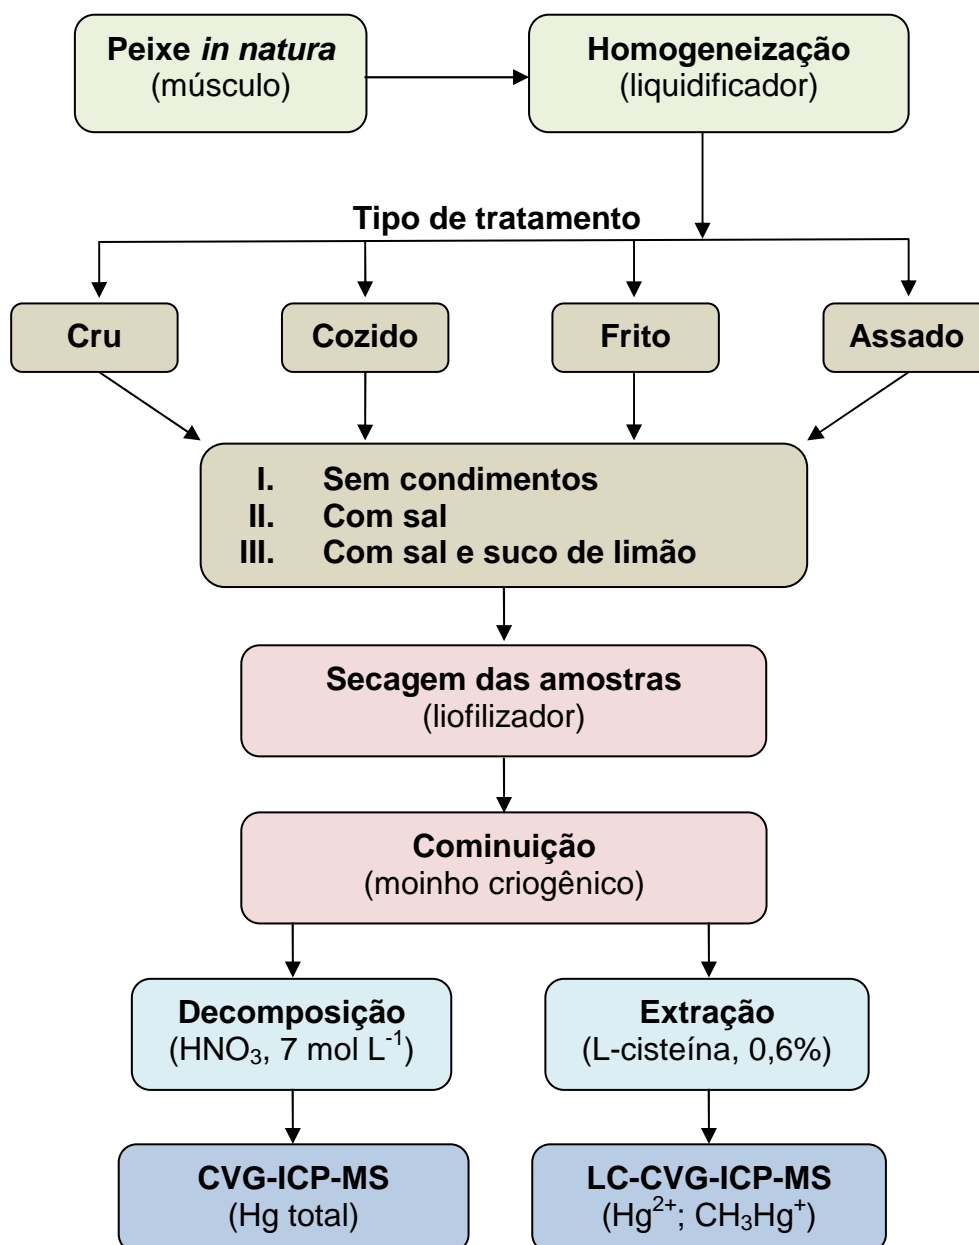 Peixe in natura
(músculo)
Homogeneização
(liquidificador)
Tipo de tratamento
Cru
Cozido
Frito
Assado
I. Sem condimentos
II. Com sal
III. Com sal e suco de limão
Secagem das amostras
(liofilizador)
Cominuição
(moinho criogênico)
Decomposição
(HNO₃, 7 mol L⁻¹)
Extração
(L-cisteína, 0,6%)
CVG-ICP-MS
(Hg total)
LC-CVG-ICP-MS
(Hg²⁺; CH₃Hg⁺)